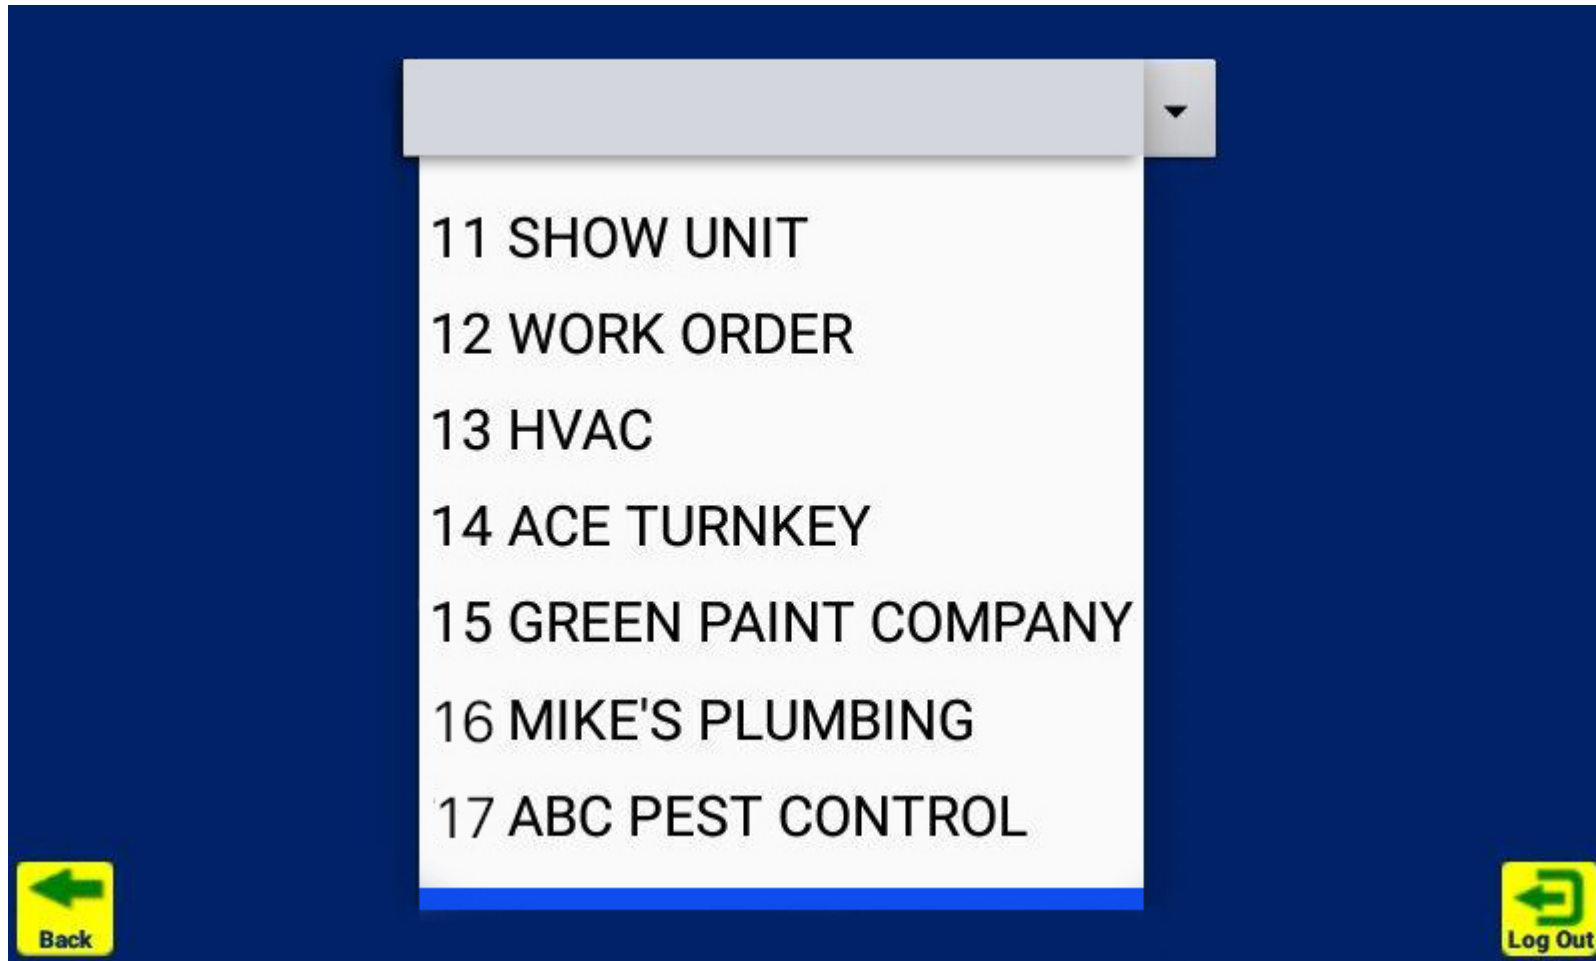 11 SHOW UNIT
12 WORK ORDER
13 HVAC
14 ACE TURNKEY
15 GREEN PAINT COMPANY
16 MIKE'S PLUMBING
17 ABC PEST CONTROL
Back
Log Out